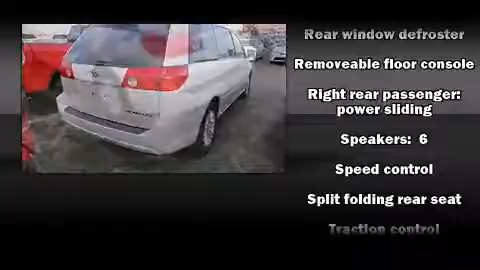 Rear window defroster
Removeable floor console
Right rear passenger:
power sliding
Speakers: 6
Speed control
Split folding rear seat
Traction control